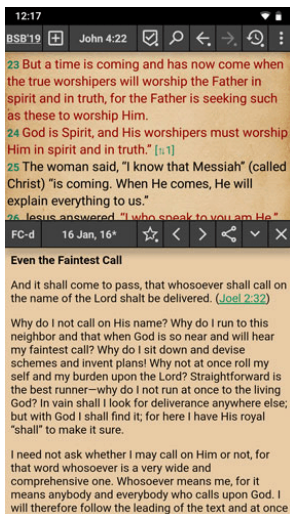 12:17
BSB'19 John 4:22
23 But a time is coming and has now come when
the true worshipers will worship the Father in
spirit and in truth, for the Father is seeking such
as these to worship Him.
24 God is Spirit, and His worshipers must worship
Him in spirit and in truth.” [⇅1]
25 The woman said, “I know that Messiah” (called
Christ) “is coming. When He comes, He will
explain everything to us.”
26 Jesus answered, “I who speak to you am He.”
FC-d 16 Jan, 16*
Even the Faintest Call
And it shall come to pass, that whosoever shall call on
the name of the Lord shalt be delivered. (Joel 2:32)
Why do I not call on His name? Why do I run to this
neighbor and that when God is so near and will hear
my faintest call? Why do I sit down and devise
schemes and invent plans! Why not at once roll my
self and my burden upon the Lord? Straightforward is
the best runner—why do I not run at once to the living
God? In vain shall I look for deliverance anywhere else;
but with God I shall find it; for here I have His royal
“shall” to make it sure.
I need not ask whether I may call on Him or not, for
that word whosoever is a very wide and
comprehensive one. Whosoever means me, for it
means anybody and everybody who calls upon God. I
will therefore follow the leading of the text and at once